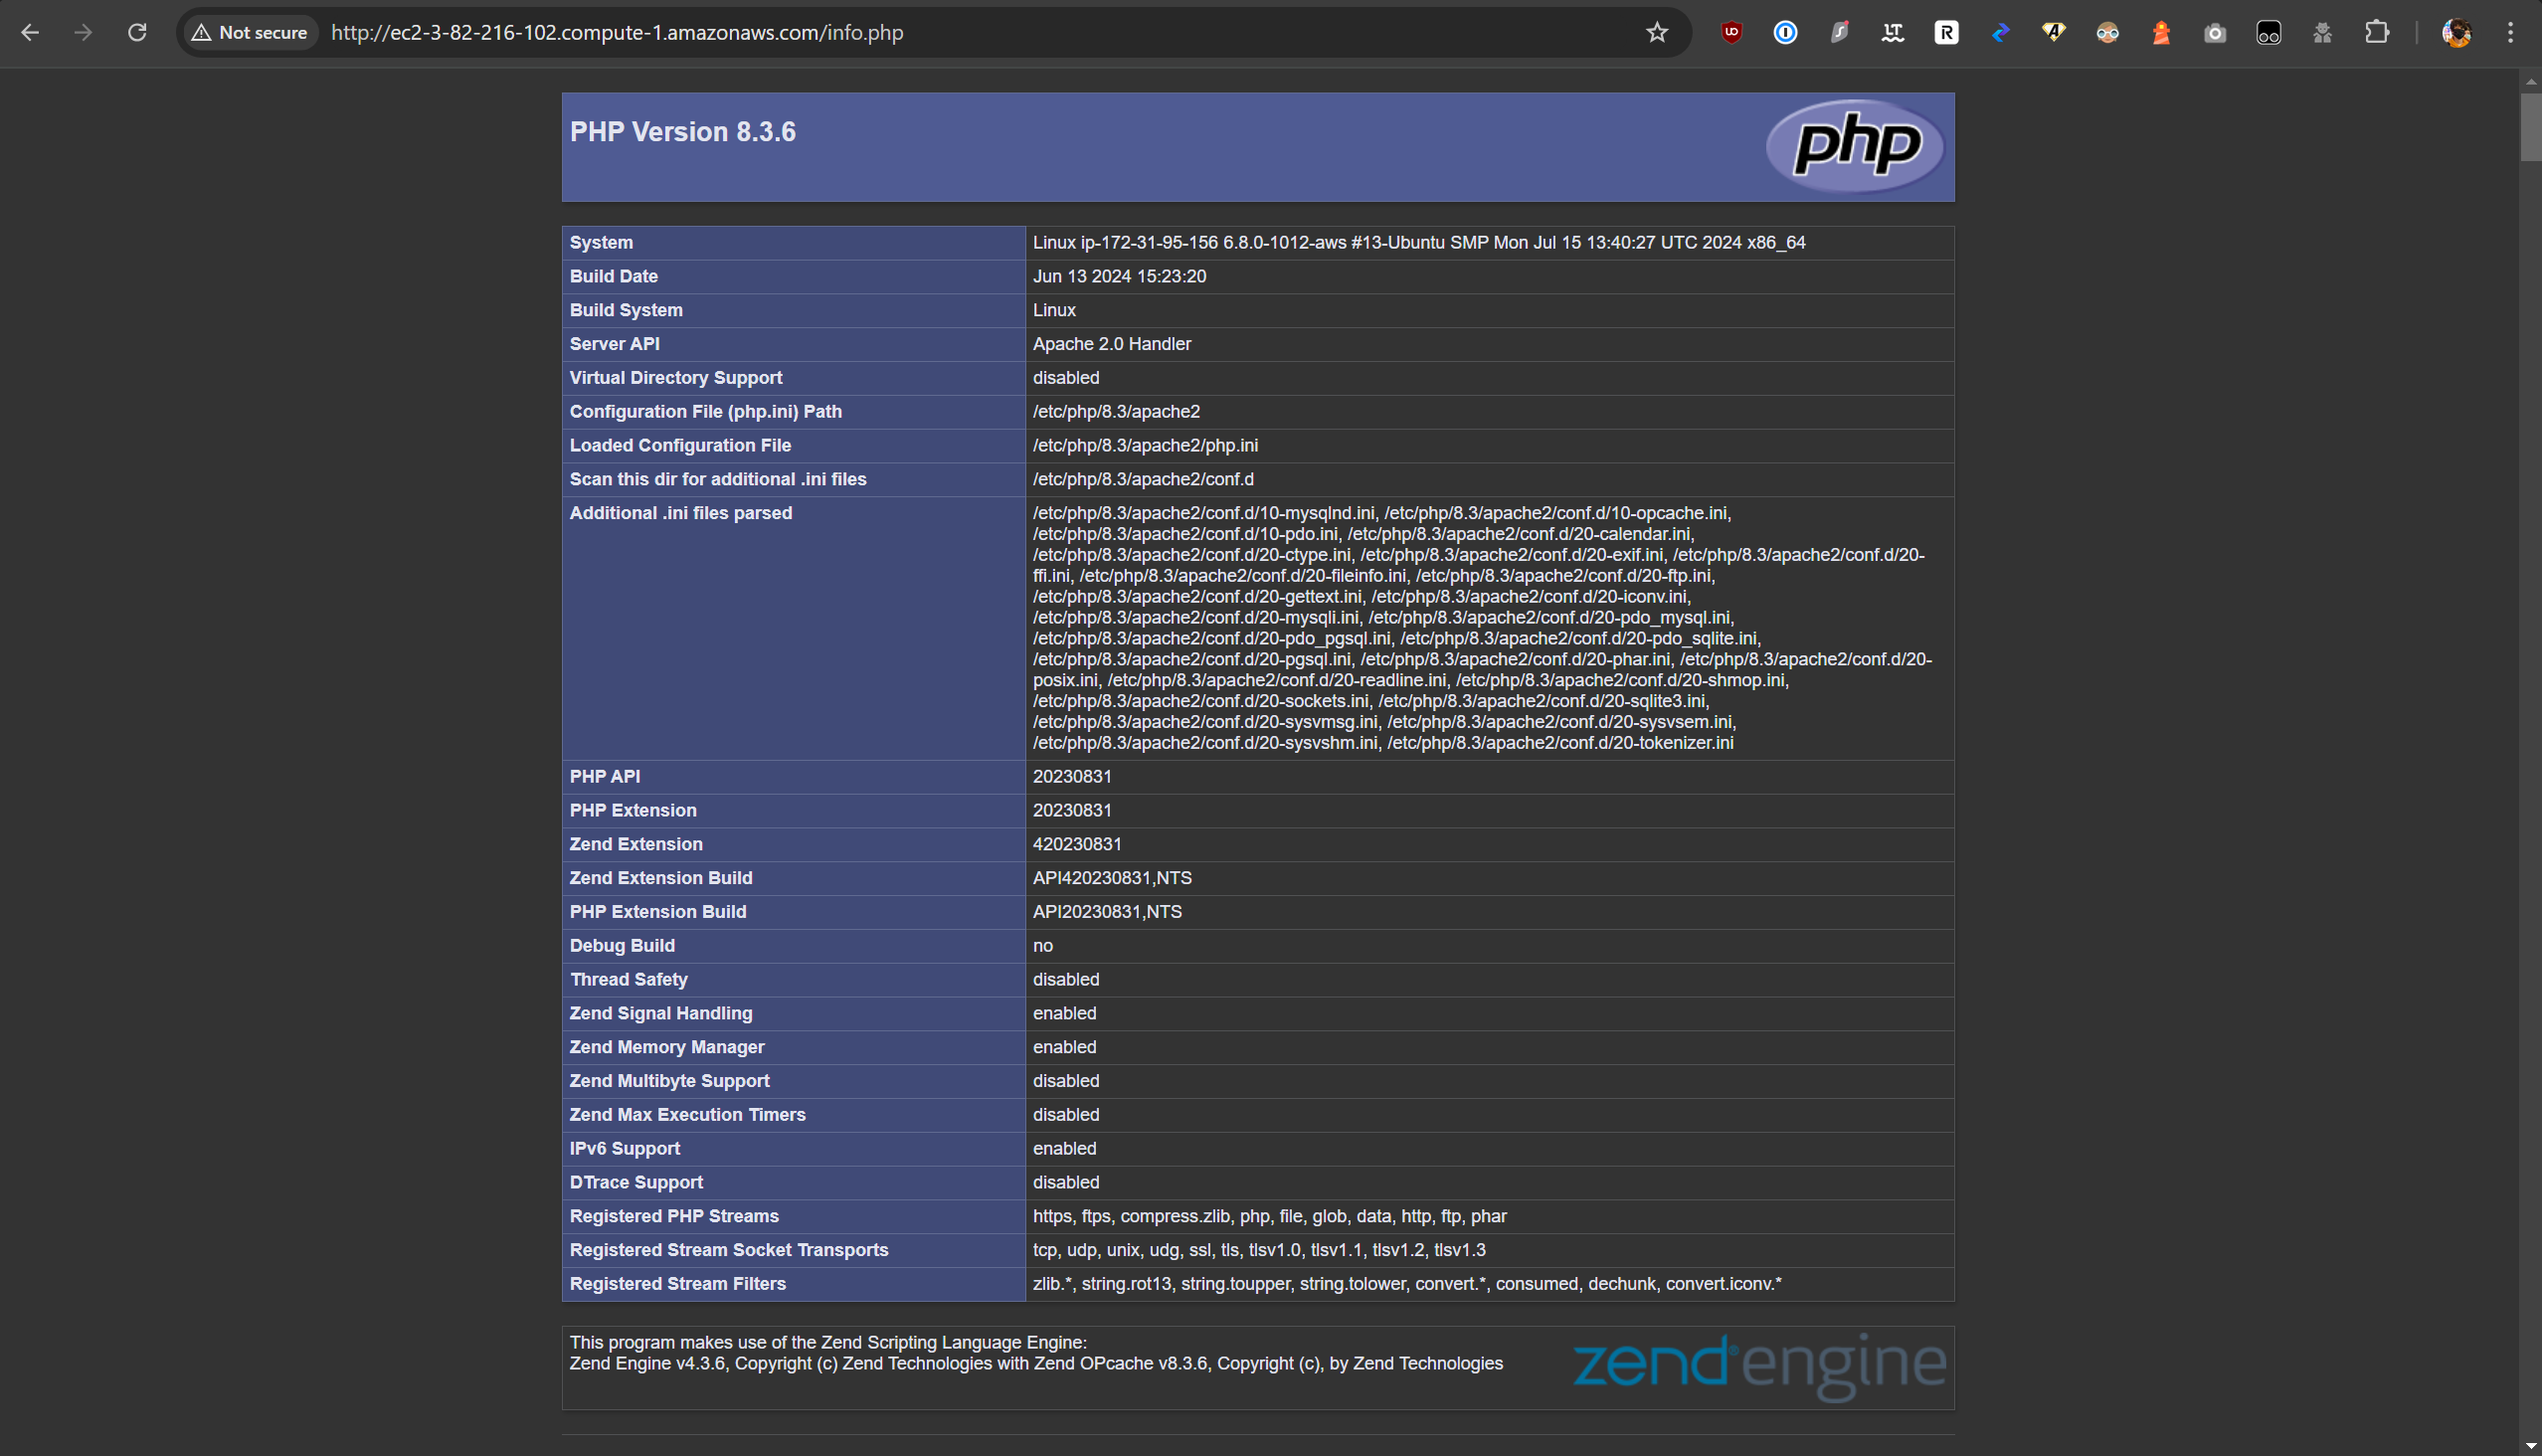 Not secure http://ec2-3-82-216-102.compute-1.amazonaws.com/info.php
PHP Version 8.3.6
php
System Linux ip-172-31-95-156 6.8.0-1012-aws #13-Ubuntu SMP Mon Jul 15 13:40:27 UTC 2024 x86_64
Build Date Jun 13 2024 15:23:20
Build System Linux
Server API Apache 2.0 Handler
Virtual Directory Support disabled
Configuration File (php.ini) Path /etc/php/8.3/apache2
Loaded Configuration File /etc/php/8.3/apache2/php.ini
Scan this dir for additional .ini files /etc/php/8.3/apache2/conf.d
Additional .ini files parsed /etc/php/8.3/apache2/conf.d/10-mysqlnd.ini, /etc/php/8.3/apache2/conf.d/10-opcache.ini,
/etc/php/8.3/apache2/conf.d/10-pdo.ini, /etc/php/8.3/apache2/conf.d/20-calendar.ini,
/etc/php/8.3/apache2/conf.d/20-ctype.ini, /etc/php/8.3/apache2/conf.d/20-exif.ini, /etc/php/8.3/apache2/conf.d/20-
ffi.ini, /etc/php/8.3/apache2/conf.d/20-fileinfo.ini, /etc/php/8.3/apache2/conf.d/20-ftp.ini,
/etc/php/8.3/apache2/conf.d/20-gettext.ini, /etc/php/8.3/apache2/conf.d/20-iconv.ini,
/etc/php/8.3/apache2/conf.d/20-mysqli.ini, /etc/php/8.3/apache2/conf.d/20-pdo_mysql.ini,
/etc/php/8.3/apache2/conf.d/20-pdo_pgsql.ini, /etc/php/8.3/apache2/conf.d/20-pdo_sqlite.ini,
/etc/php/8.3/apache2/conf.d/20-pgsql.ini, /etc/php/8.3/apache2/conf.d/20-phar.ini, /etc/php/8.3/apache2/conf.d/20-
posix.ini, /etc/php/8.3/apache2/conf.d/20-readline.ini, /etc/php/8.3/apache2/conf.d/20-shmop.ini,
/etc/php/8.3/apache2/conf.d/20-sockets.ini, /etc/php/8.3/apache2/conf.d/20-sqlite3.ini,
/etc/php/8.3/apache2/conf.d/20-sysvmsg.ini, /etc/php/8.3/apache2/conf.d/20-sysvsem.ini,
/etc/php/8.3/apache2/conf.d/20-sysvshm.ini, /etc/php/8.3/apache2/conf.d/20-tokenizer.ini
PHP API 20230831
PHP Extension 20230831
Zend Extension 420230831
Zend Extension Build API420230831,NTS
PHP Extension Build API20230831,NTS
Debug Build no
Thread Safety disabled
Zend Signal Handling enabled
Zend Memory Manager enabled
Zend Multibyte Support disabled
Zend Max Execution Timers disabled
IPv6 Support enabled
DTrace Support disabled
Registered PHP Streams https, ftps, compress.zlib, php, file, glob, data, http, ftp, phar
Registered Stream Socket Transports tcp, udp, unix, udg, ssl, tls, tlsv1.0, tlsv1.1, tlsv1.2, tlsv1.3
Registered Stream Filters zlib.*, string.rot13, string.toupper, string.tolower, convert.*, consumed, dechunk, convert.iconv.*
This program makes use of the Zend Scripting Language Engine:
Zend Engine v4.3.6, Copyright (c) Zend Technologies with Zend OPcache v8.3.6, Copyright (c), by Zend Technologies
zend® engine